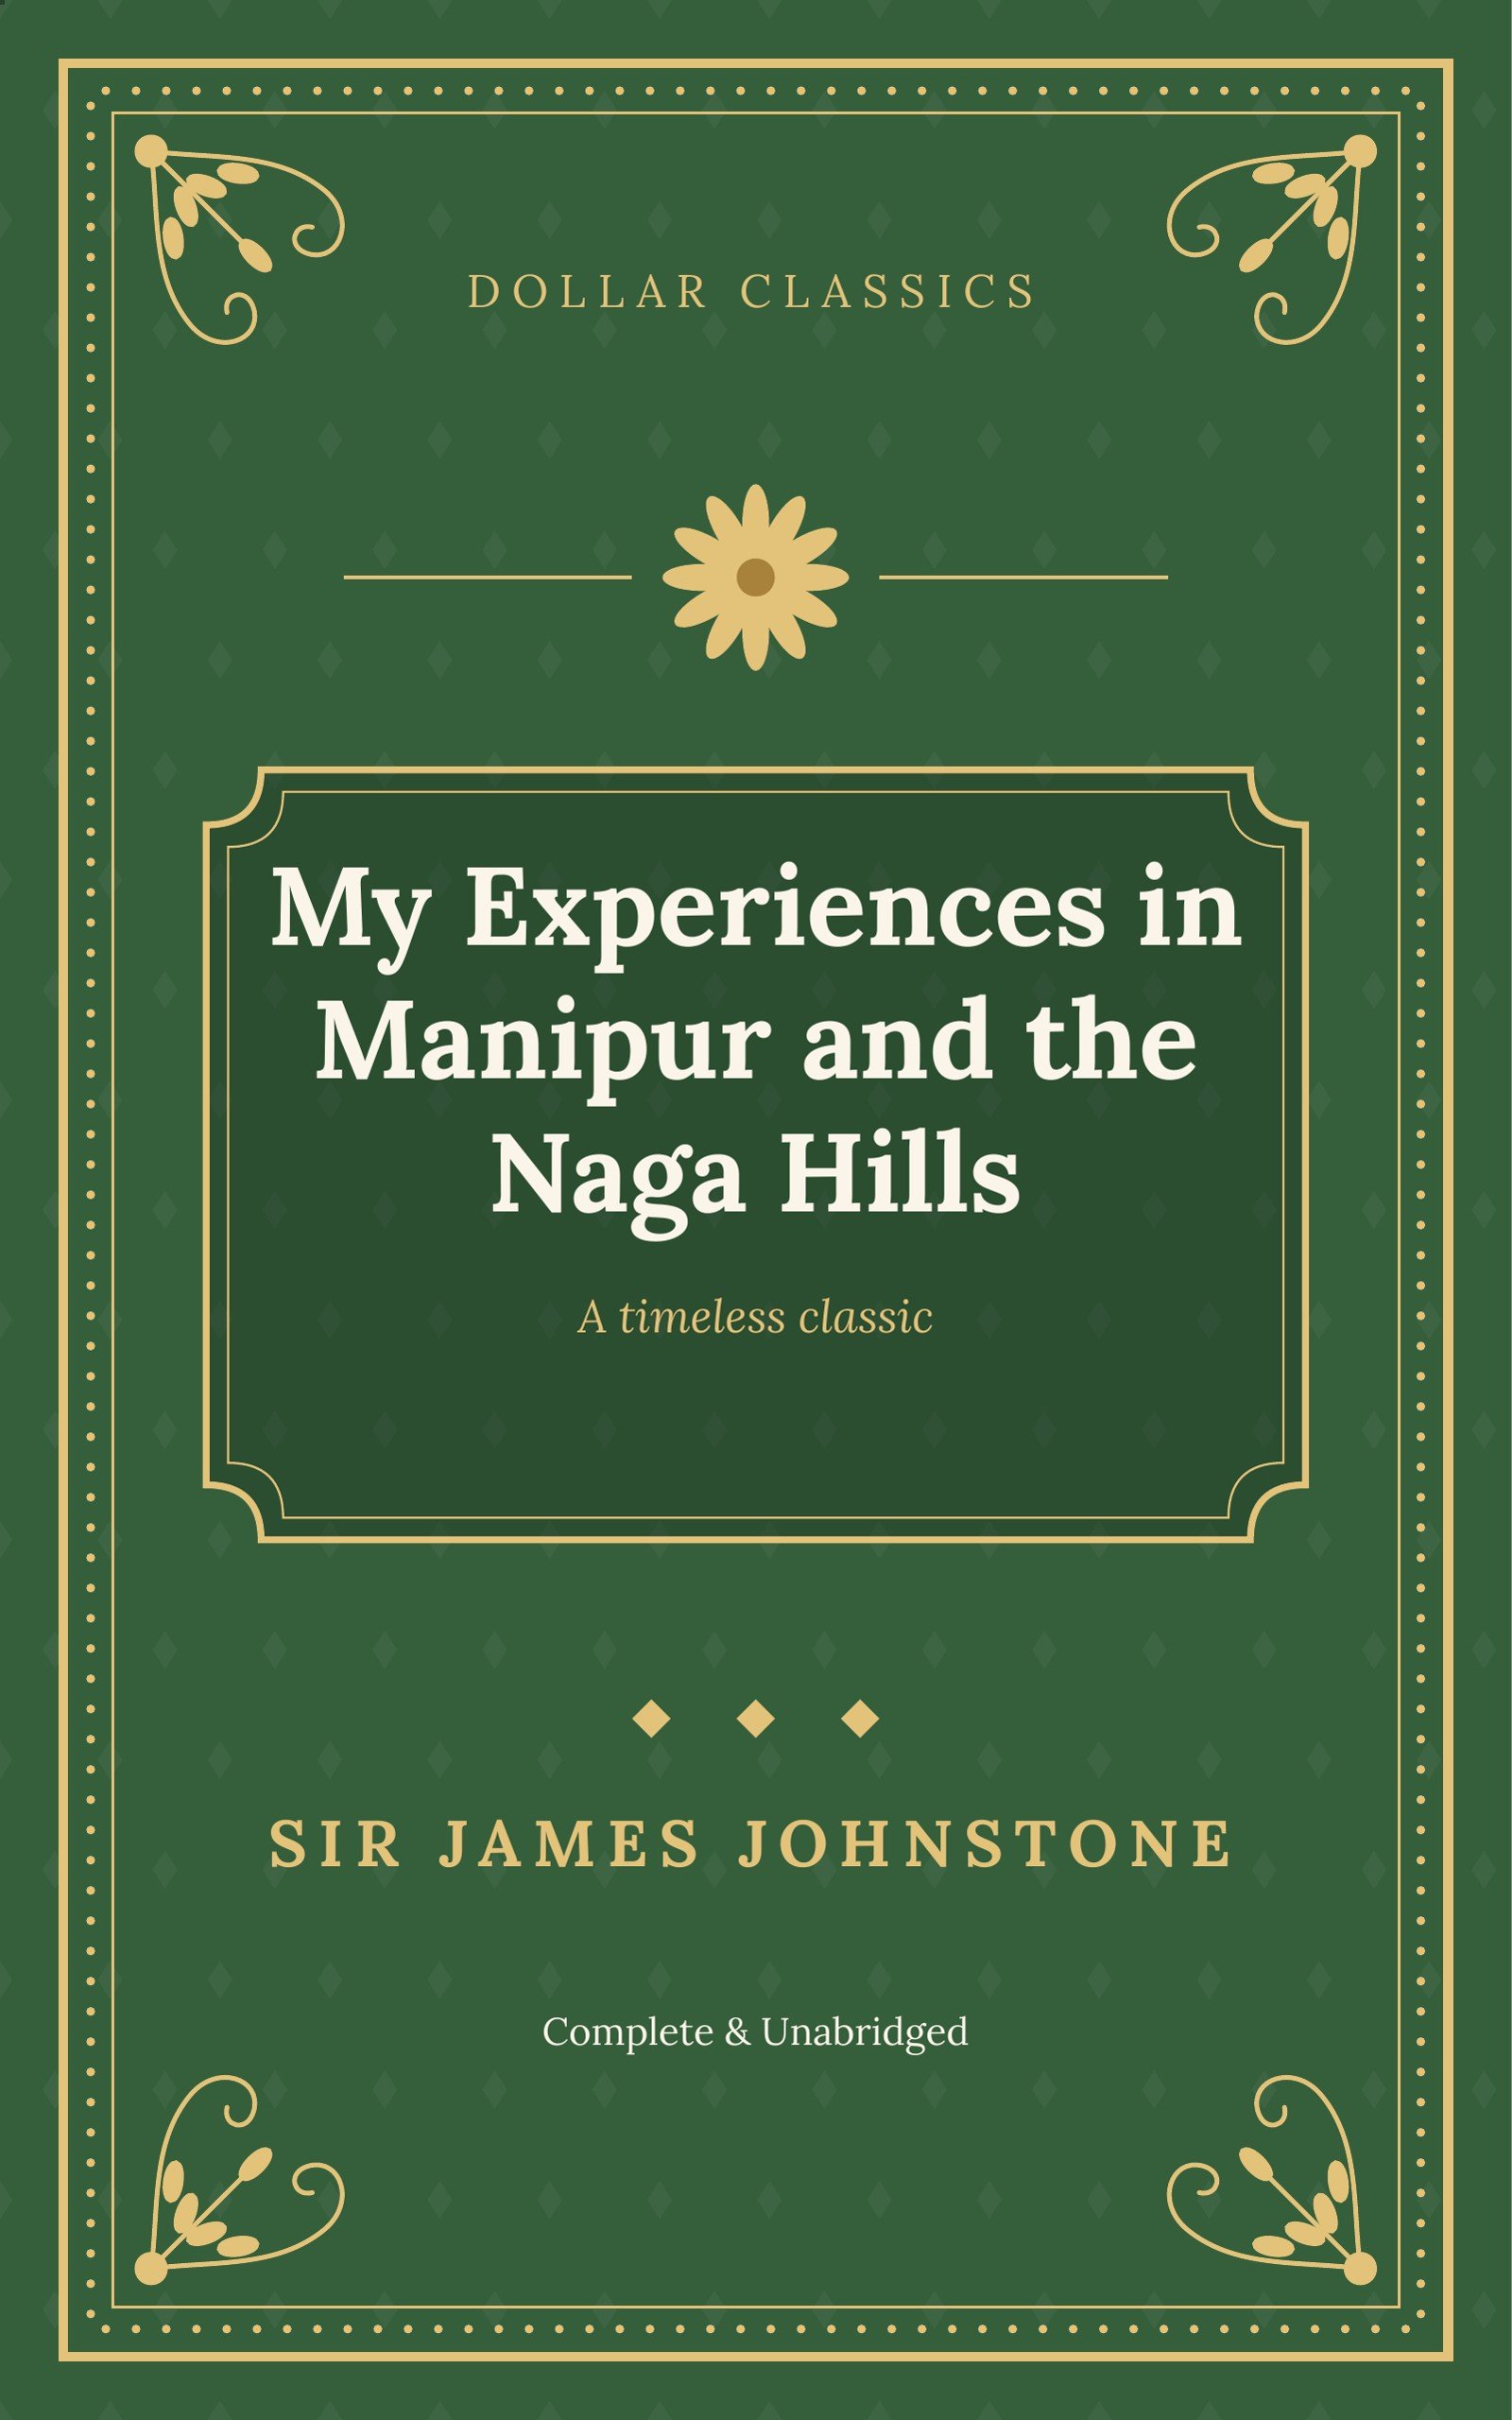 DOLLAR CLASSICS
My Experiences in
Manipur and the
Naga Hills
A timeless classic
SIR JAMES JOHNSTONE
Complete & Unabridged